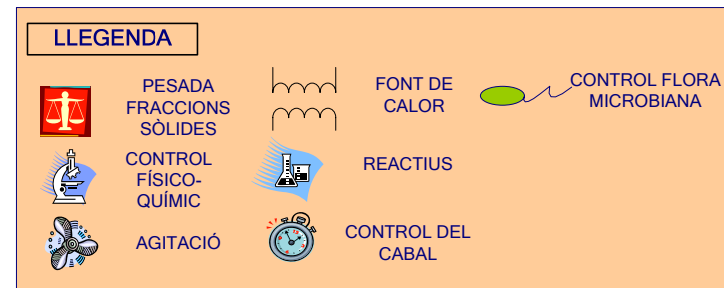 LLEGENDA
PESADA
FRACCIONS
SÒLIDES
FONT DE
CALOR
CONTROL FLORA
MICROBIANA
CONTROL
FÍSICO-
QUÍMIC
REACTIUS
AGITACIÓ
CONTROL DEL
CABAL